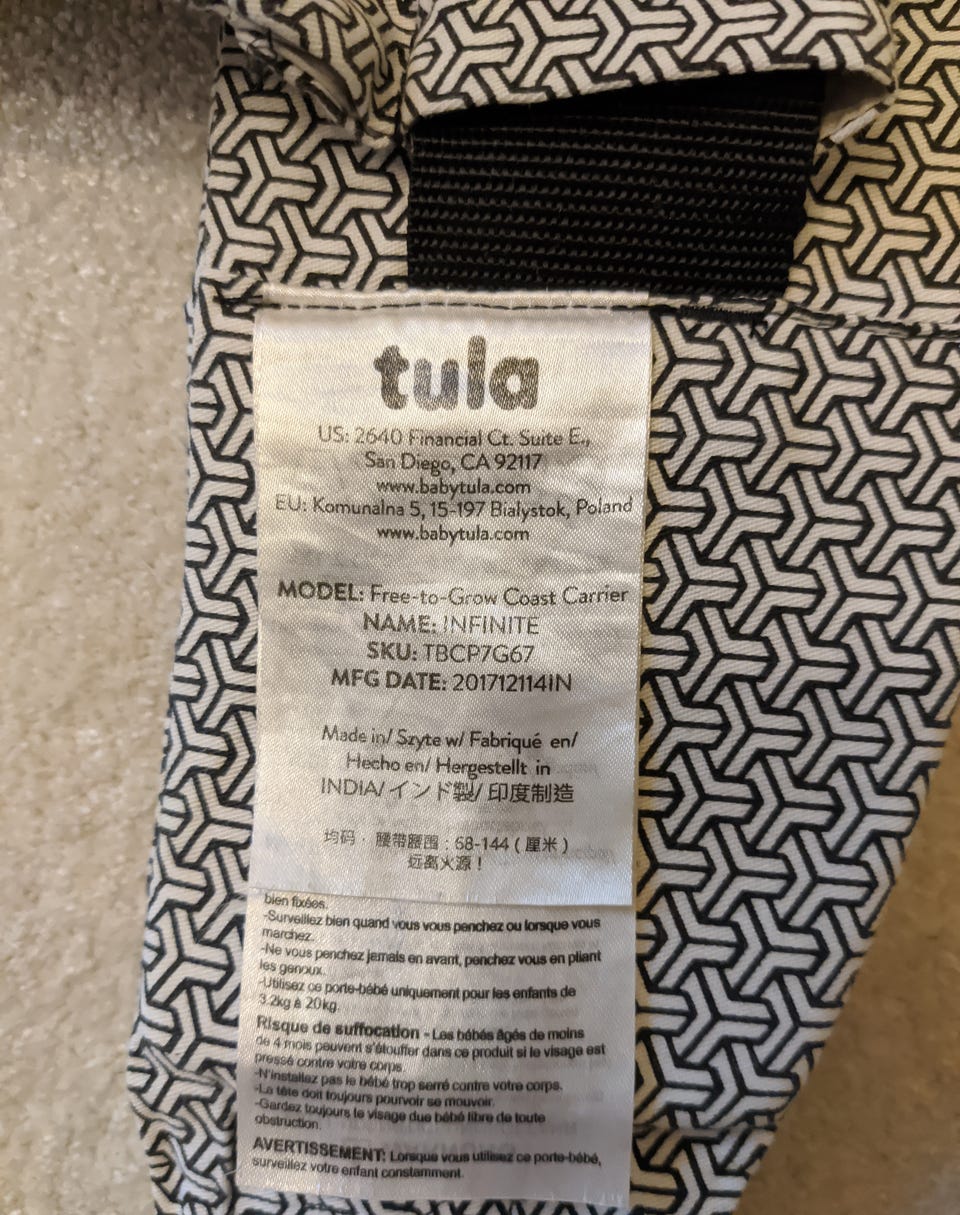 tula
US: 2640 Financial Ct. Suite E.,
San Diego, CA 92117
www.babytula.com
EU: Komunalna 5, 15-197 Bialystok, Poland
www.babytula.com
MODEL: Free-to-Grow Coast Carrier
NAME: INFINITE
SKU: TBCP7G67
MFG DATE: 201712114IN
Made in/ Szyte w/ Fabriqué en/
Hecho en/ Hergestellt in
INDIA/ インド製/ 印度制造
均码 · 腰带腰围 : 68-144 ( 厘米 )
远离火源 !
bien fixées.
-Surveillez bien quand vous vous penchez ou lorsque vous
marchez.
-Ne vous penchez jamais en avant, penchez vous en pliant
les genoux.
-Utilisez ce porte-bébé uniquement pour les enfants de
3.2kg à 20kg.
Risque de suffocation - Les bébés âgés de moins
de 4 mois peuvent s'étouffer dans ce produit si le visage est
pressé contre votre corps.
-N'installez pas le bébé trop serré contre votre corps.
-La tête doit toujours pourvoir se mouvoir.
-Gardez toujours le visage due bébé libre de toute
obstruction.
AVERTISSEMENT: Lorsque vous utilisez ce porte-bébé,
surveillez votre enfant constamment.